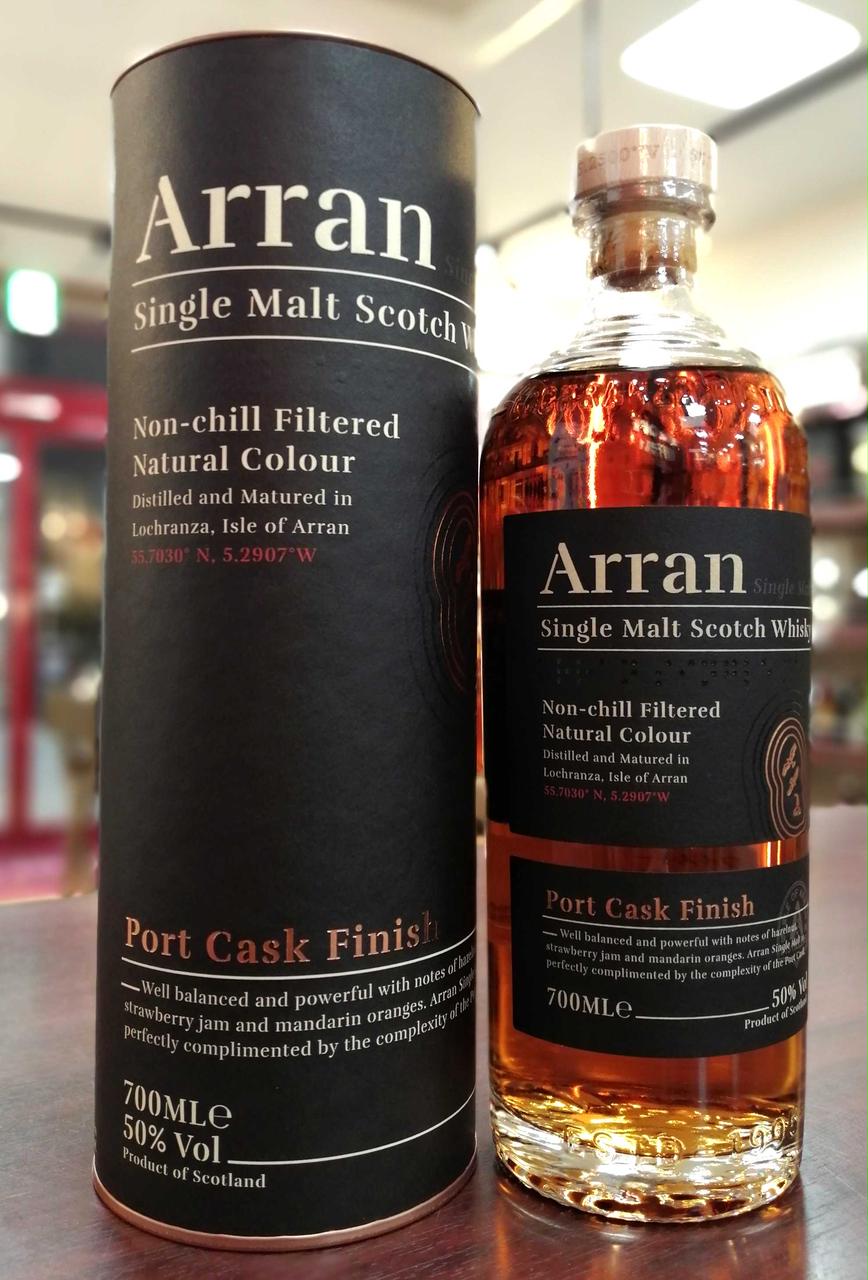 Arran
Single Malt Scotch
Non-chill Filtered
Natural Colour
Distilled and Matured in
Lochranza, Isle of Arran
55.7030° N, 5.2907°W
Port Cask Finish
—Well balanced and powerful with notes of
strawberry jam and mandarin oranges. Arran
perfectly complimented by the complexity of the
700MLe
50% Vol
Product of Scotland
Arran Single
Single Malt Scotch Whisky
Non-chill Filtered
Natural Colour
Distilled and Matured in
Lochranza, Isle of Arran
55.7030° N, 5.2907°W
Port Cask Finish
— Well balanced and powerful with notes of hazelnut,
strawberry jam and mandarin oranges. Arran Single Malt is
perfectly complimented by the complexity of the Port Cask.
700MLe
50% Vol
Product of Scotland
ESTD 1995